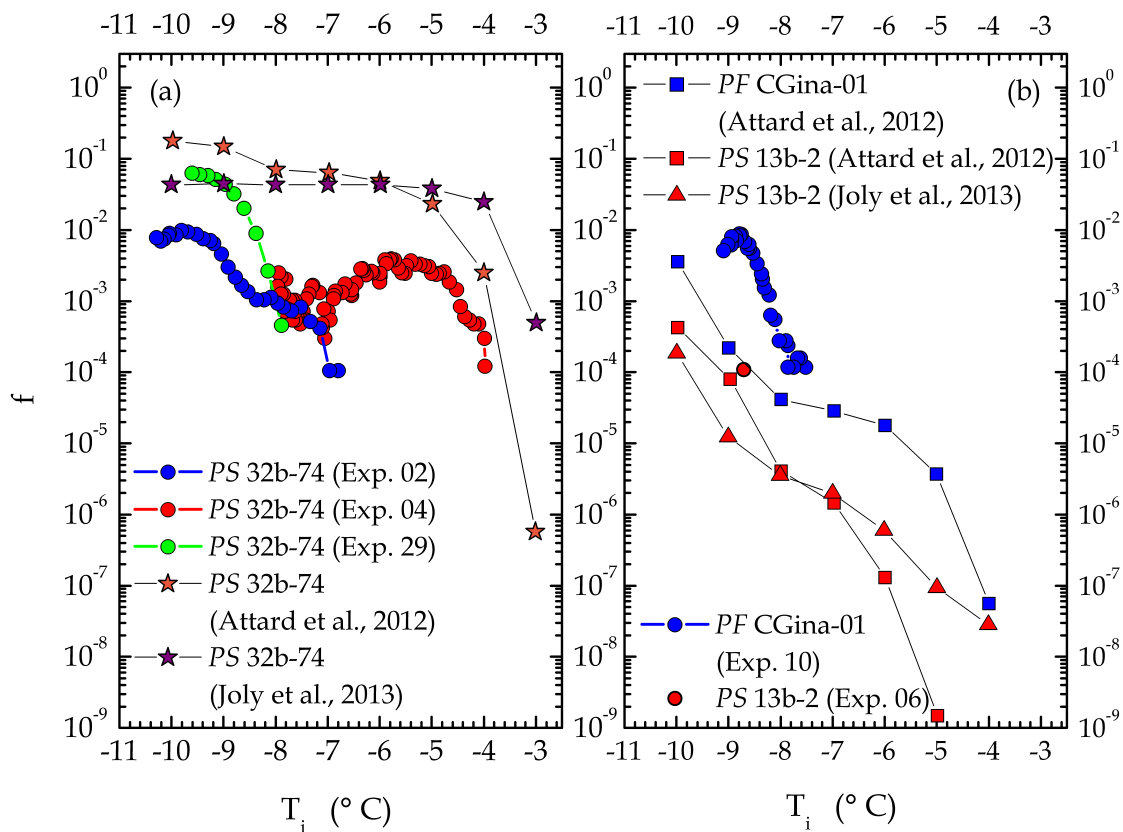 -11 -10 -9 -8 -7 -6 -5 -4 -3
-11 -10 -9 -8 -7 -6 -5 -4 -3
(a)
(b)
f
10^0
10^-1
10^-2
10^-3
10^-4
10^-5
10^-6
10^-7
10^-8
10^-9
PS 32b-74 (Exp. 02)
PS 32b-74 (Exp. 04)
PS 32b-74 (Exp. 29)
PS 32b-74
(Attard et al., 2012)
PS 32b-74
(Joly et al., 2013)
PF CGina-01
(Attard et al., 2012)
PS 13b-2 (Attard et al., 2012)
PS 13b-2 (Joly et al., 2013)
PF CGina-01
(Exp. 10)
PS 13b-2 (Exp. 06)
10^0
10^-1
10^-2
10^-3
10^-4
10^-5
10^-6
10^-7
10^-8
10^-9
-11 -10 -9 -8 -7 -6 -5 -4 -3
-11 -10 -9 -8 -7 -6 -5 -4 -3
T_i (° C)
T_i (° C)